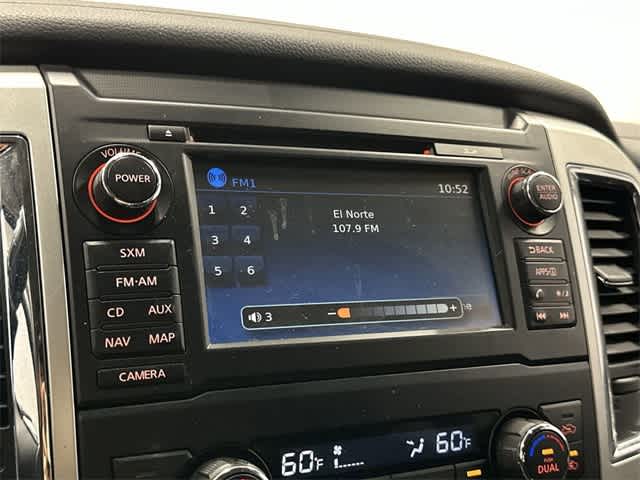 VOLUME
POWER
SXM
FM·AM
CD AUX
NAV MAP
CAMERA
FM1
10:52
1 2
3 4
5 6
El Norte
107.9 FM
3
− +
ENTER
AUDIO
BACK
APPS
60°F
60°F
PUSH
DUAL